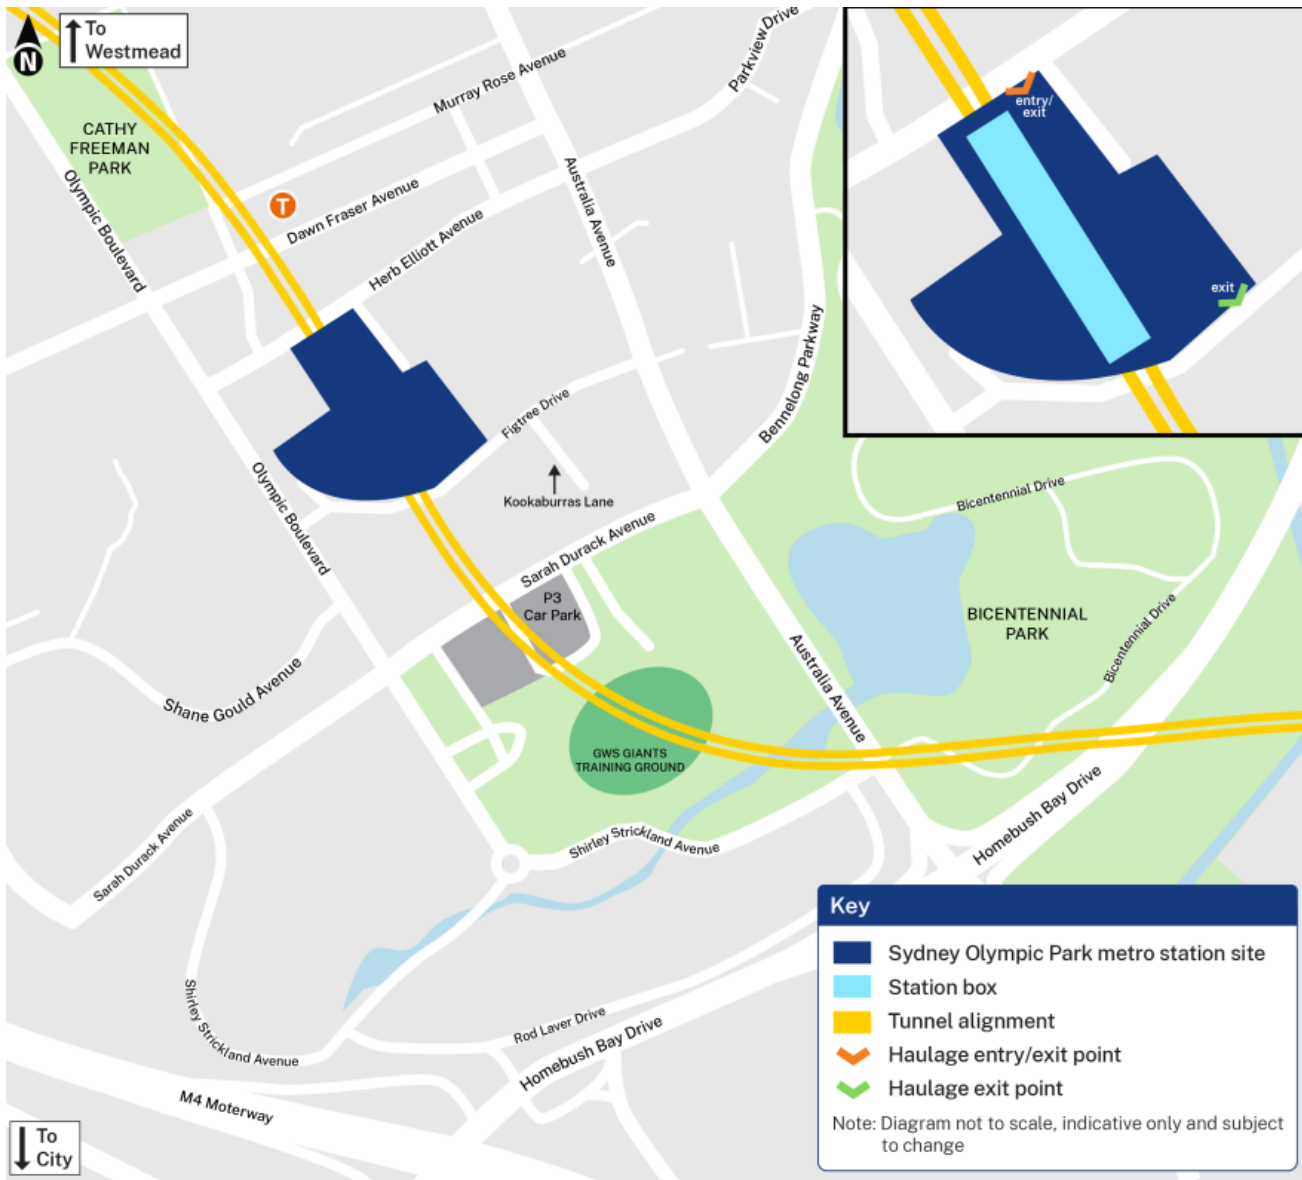 N
To
Westmead
CATHY
FREEMAN
PARK
Olympic Boulevard
T
Murray Rose Avenue
Dawn Fraser Avenue
Herb Elliott Avenue
Australia Avenue
Parkview Drive
Bennelong Parkway
entry/
exit
exit
Olympic Boulevard
Figtree Drive
Kookaburras Lane
Sarah Durack Avenue
P3
Car Park
Bicentennial Drive
BICENTENNIAL
PARK
Bicentennial Drive
Shane Gould Avenue
Australia Avenue
GWS GIANTS
TRAINING GROUND
Homebush Bay Drive
Shirley Strickland Avenue
Sarah Durack Avenue
Shirley Strickland Avenue
Rod Laver Drive
Homebush Bay Drive
M4 Moterway
To
City
Key
Sydney Olympic Park metro station site
Station box
Tunnel alignment
Haulage entry/exit point
Haulage exit point
Note: Diagram not to scale, indicative only and subject
to change